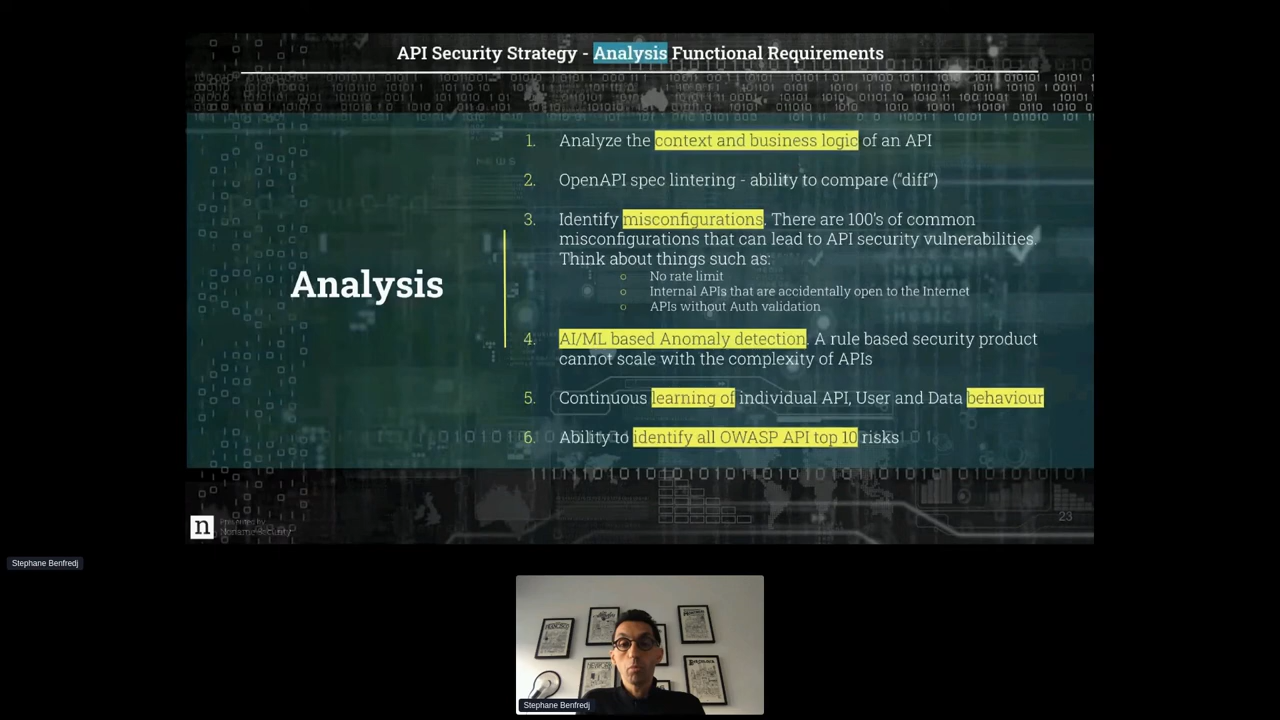 API Security Strategy - Analysis Functional Requirements
Analysis
1. Analyze the context and business logic of an API
2. OpenAPI spec lintering - ability to compare ("diff")
3. Identify misconfigurations. There are 100's of common
misconfigurations that can lead to API security vulnerabilities.
Think about things such as:
○ No rate limit
○ Internal APIs that are accidentally open to the Internet
○ APIs without Auth validation
4. AI/ML based Anomaly detection. A rule based security product
cannot scale with the complexity of APIs
5. Continuous learning of individual API, User and Data behaviour
6. Ability to identify all OWASP API top 10 risks
n
Presented by
Noname Security
23
Stephane Benfredj
Stephane Benfredj